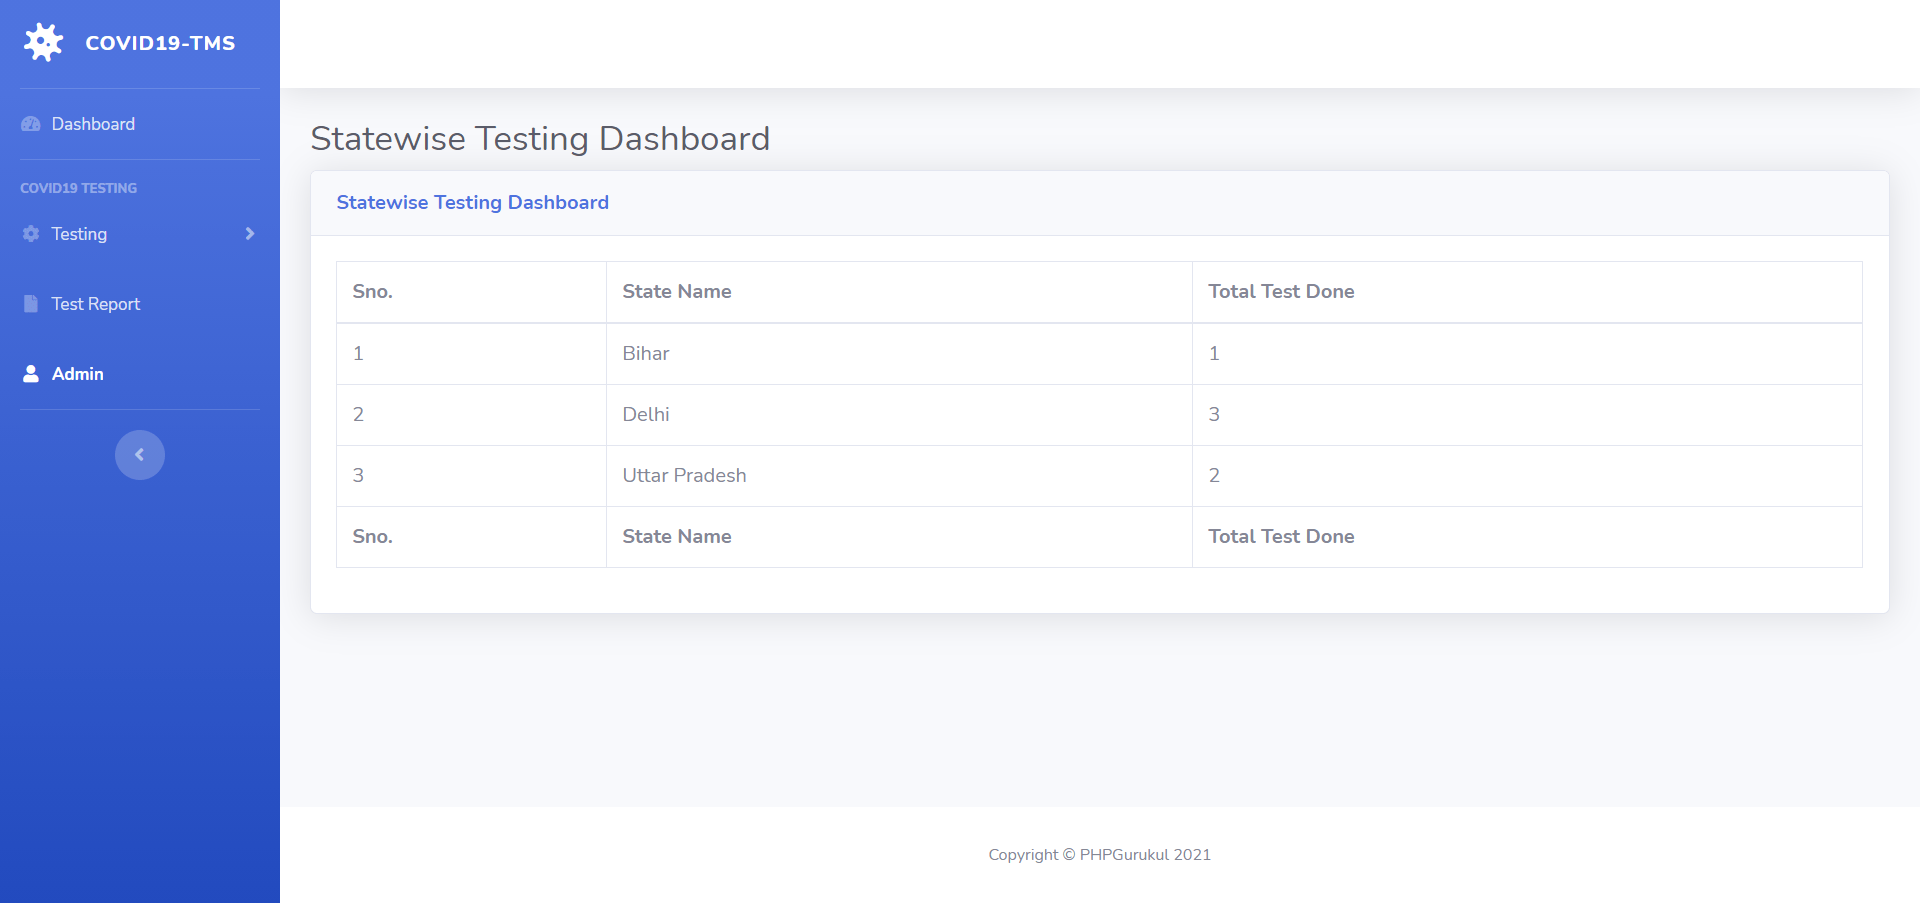 COVID19-TMS
Dashboard
COVID19 TESTING
Testing
Test Report
Admin
Statewise Testing Dashboard
Statewise Testing Dashboard
Sno. State Name Total Test Done
1 Bihar 1
2 Delhi 3
3 Uttar Pradesh 2
Sno. State Name Total Test Done
Copyright © PHPGurukul 2021